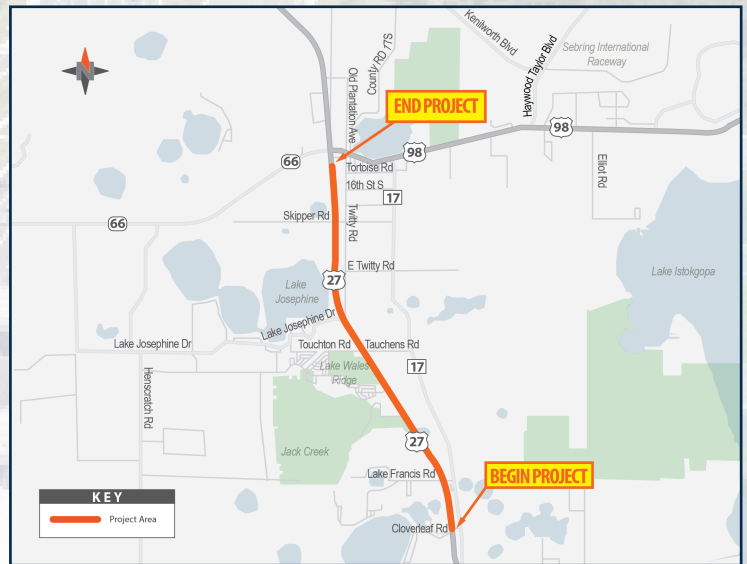 Kenilworth Blvd
Haywood Taylor Blvd
Sebring International
Raceway
County RD 17S
Old Plantation Ave
N
END PROJECT
98
98
66
Tortoise Rd
Elliot Rd
16th St S
17
66
Skipper Rd
Twitty Rd
E Twitty Rd
Lake Istokgopa
27
Lake
Josephine
Lake Josephine Dr
Lake Josephine Dr
Touchton Rd
Tauchens Rd
Lake Wales
Ridge
17
Henscratch Rd
Jack Creek
27
Lake Francis Rd
BEGIN PROJECT
KEY
Project Area
Cloverleaf Rd